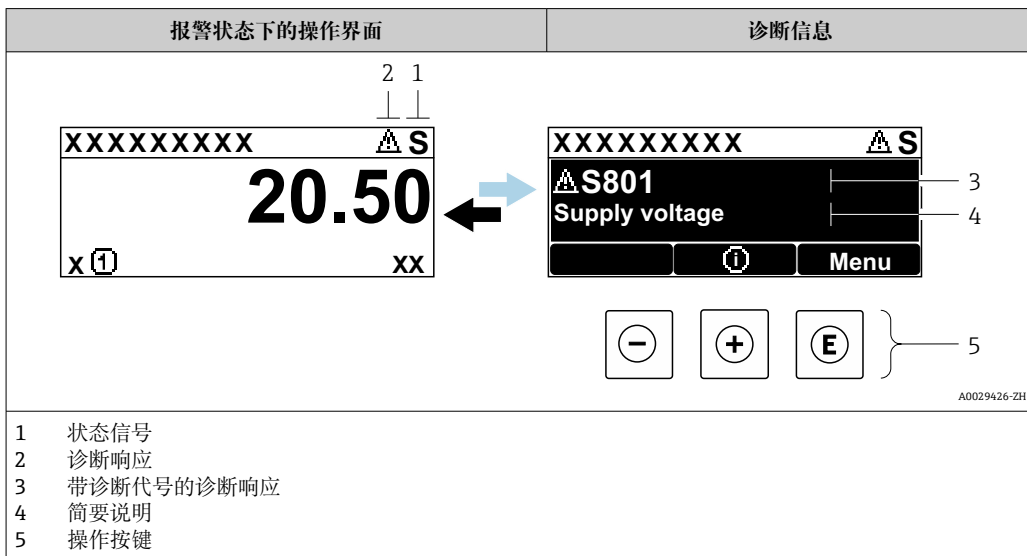 报警状态下的操作界面
诊断信息
2 1
XXXXXXXXX ⚠ S
20.50
X 1 XX
XXXXXXXXX ⚠ S
⚠S801
Supply voltage
i Menu
3
4
- + E
5
A0029426-ZH
1 状态信号
2 诊断响应
3 带诊断代号的诊断响应
4 简要说明
5 操作按键